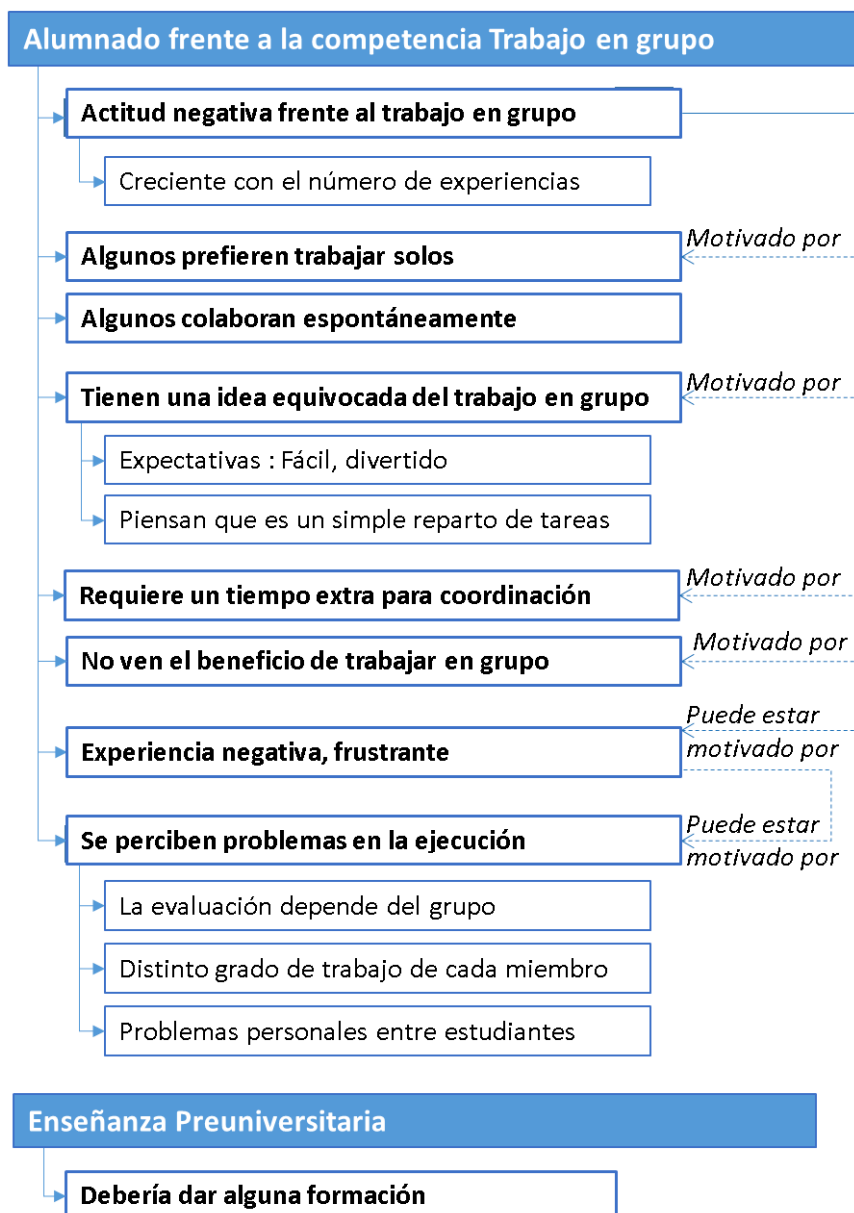 Alumnado frente a la competencia Trabajo en grupo
Actitud negativa frente al trabajo en grupo
Creciente con el número de experiencias
Motivado por
Algunos prefieren trabajar solos
Algunos colaboran espontáneamente
Motivado por
Tienen una idea equivocada del trabajo en grupo
Expectativas : Fácil, divertido
Piensan que es un simple reparto de tareas
Motivado por
Requiere un tiempo extra para coordinación
Motivado por
No ven el beneficio de trabajar en grupo
Puede estar
motivado por
Experiencia negativa, frustrante
Puede estar
motivado por
Se perciben problemas en la ejecución
La evaluación depende del grupo
Distinto grado de trabajo de cada miembro
Problemas personales entre estudiantes
Enseñanza Preuniversitaria
Debería dar alguna formación